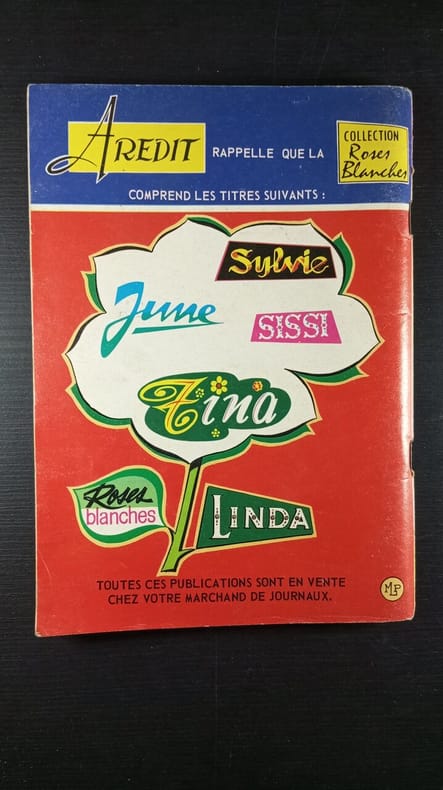 AREDIT RAPPELLE QUE LA
COLLECTION
Roses
Blanches
COMPREND LES TITRES SUIVANTS :
Sylvie
June
SISSI
Tina
Roses
blanches
LINDA
TOUTES CES PUBLICATIONS SONT EN VENTE
CHEZ VOTRE MARCHAND DE JOURNAUX.
MLP